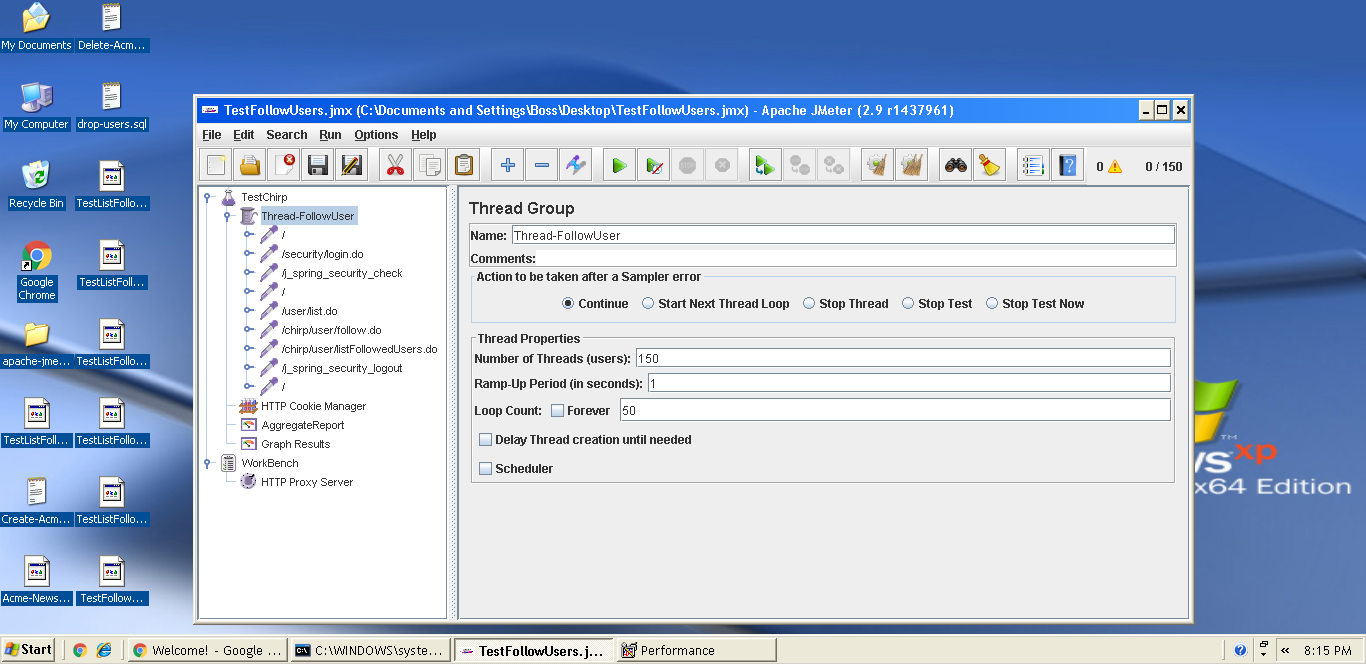 My Documents
Delete-Acm...
My Computer
drop-users.sql
Recycle Bin
TestListFollo...
Google
Chrome
TestListFoll...
apache-jme...
TestListFollo...
TestListFoll...
TestListFollo...
Create-Acm...
TestListFollo...
Acme-News...
TestFollow...
TestFollowUsers.jmx (C:\Documents and Settings\Boss\Desktop\TestFollowUsers.jmx) - Apache JMeter (2.9 r1437961)
File Edit Search Run Options Help
0 0 / 150
TestChirp
Thread-FollowUser
/
/security/login.do
/j_spring_security_check
/
/user/list.do
/chirp/user/follow.do
/chirp/user/listFollowedUsers.do
/j_spring_security_logout
/
HTTP Cookie Manager
AggregateReport
Graph Results
WorkBench
HTTP Proxy Server
Thread Group
Name: Thread-FollowUser
Comments:
Action to be taken after a Sampler error
Continue Start Next Thread Loop Stop Thread Stop Test Stop Test Now
Thread Properties
Number of Threads (users): 150
Ramp-Up Period (in seconds): 1
Loop Count: Forever 50
Delay Thread creation until needed
Scheduler
TM
ws xp
x64 Edition
Start
Welcome! - Google ...
C:\WINDOWS\syste...
TestFollowUsers.j...
Performance
8:15 PM